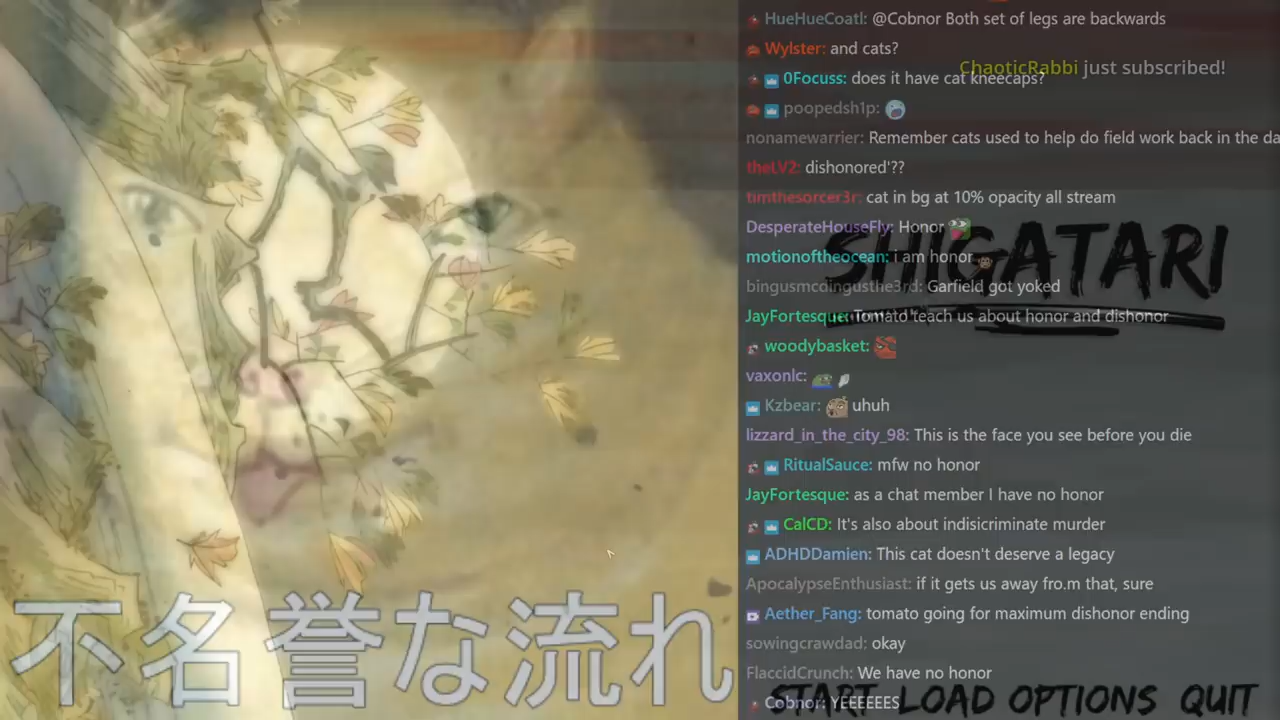 HueHueCoatl: @Cobnor Both set of legs are backwards
Wylster: and cats?
ChaoticRabbi just subscribed!
0Focuss: does it have cat kneecaps?
poopedsh1p:
nonamewarrier: Remember cats used to help do field work back in the da
theLV2: dishonored'??
timthesorcer3r: cat in bg at 10% opacity all stream
DesperateHouseFly: Honor
motionoftheocean: i am honor
SHIGATARI
bingusmcdingusthe3rd: Garfield got yoked
JayFortesque: Tomato teach us about honor and dishonor
woodybasket:
vaxonlc:
Kzbear: uhuh
lizzard_in_the_city_98: This is the face you see before you die
RitualSauce: mfw no honor
JayFortesque: as a chat member I have no honor
CalCD: It's also about indisicriminate murder
ADHDDamien: This cat doesn't deserve a legacy
ApocalypseEnthusiast: if it gets us away fro.m that, sure
Aether_Fang: tomato going for maximum dishonor ending
sowingcrawdad: okay
FlaccidCrunch: We have no honor
Cobnor: YEEEEEES
不名誉な流れ
START LOAD OPTIONS QUIT